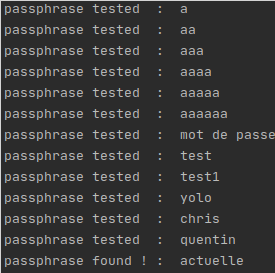 passphrase tested  :  a
passphrase tested  :  aa
passphrase tested  :  aaa
passphrase tested  :  aaaa
passphrase tested  :  aaaaa
passphrase tested  :  aaaaaa
passphrase tested  :  mot de passe
passphrase tested  :  test
passphrase tested  :  test1
passphrase tested  :  yolo
passphrase tested  :  chris
passphrase tested  :  quentin
passphrase found ! :  actuelle